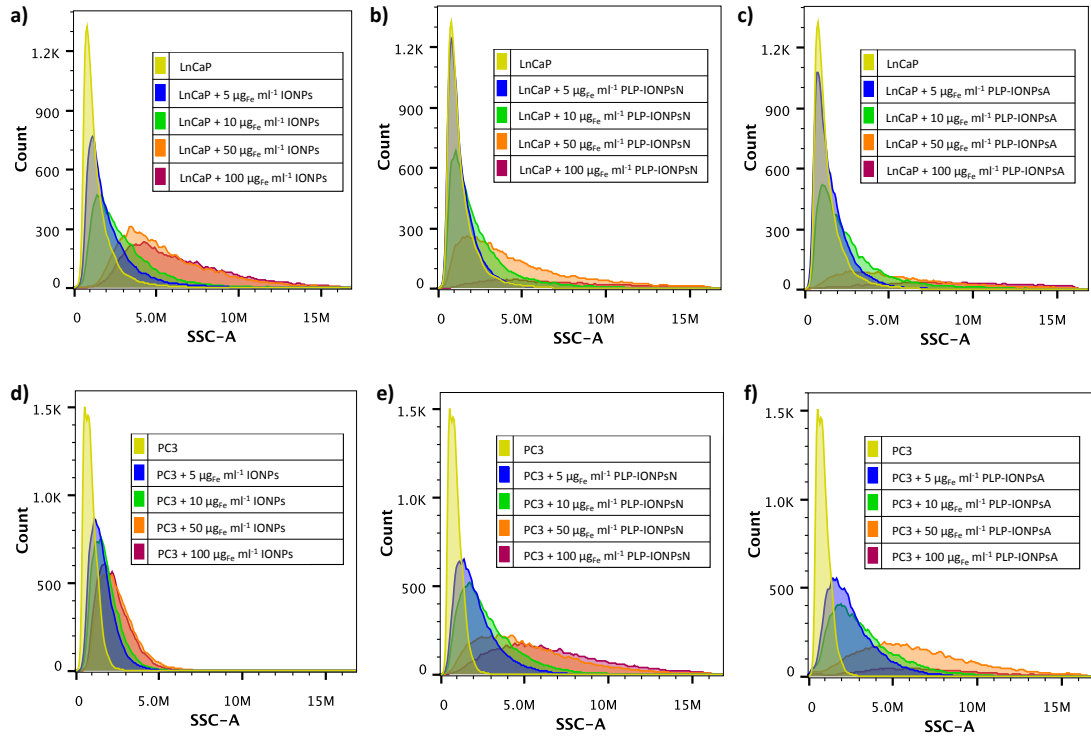 a)
1.2K
900
600
300
0
Count
0
5.0M
10M
15M
SSC-A
LnCaP
LnCaP + 5 µgFe ml-1 IONPs
LnCaP + 10 µgFe ml-1 IONPs
LnCaP + 50 µgFe ml-1 IONPs
LnCaP + 100 µgFe ml-1 IONPs
b)
1.2K
900
600
300
0
Count
0
5.0M
10M
15M
SSC-A
LnCaP
LnCaP + 5 µgFe ml-1 PLP-IONPsN
LnCaP + 10 µgFe ml-1 PLP-IONPsN
LnCaP + 50 µgFe ml-1 PLP-IONPsN
LnCaP + 100 µgFe ml-1 PLP-IONPsN
c)
1.2K
900
600
300
0
Count
0
5.0M
10M
15M
SSC-A
LnCaP
LnCaP + 5 µgFe ml-1 PLP-IONPsA
LnCaP + 10 µgFe ml-1 PLP-IONPsA
LnCaP + 50 µgFe ml-1 PLP-IONPsA
LnCaP + 100 µgFe ml-1 PLP-IONPsA
d)
1.5K
1.0K
500
0
Count
0
5.0M
10M
15M
SSC-A
PC3
PC3 + 5 µgFe ml-1 IONPs
PC3 + 10 µgFe ml-1 IONPs
PC3 + 50 µgFe ml-1 IONPs
PC3 + 100 µgFe ml-1 IONPs
e)
1.5K
1.0K
500
0
Count
0
5.0M
10M
15M
SSC-A
PC3
PC3 + 5 µgFe ml-1 PLP-IONPsN
PC3 + 10 µgFe ml-1 PLP-IONPsN
PC3 + 50 µgFe ml-1 PLP-IONPsN
PC3 + 100 µgFe ml-1 PLP-IONPsN
f)
1.5K
1.0K
500
0
Count
0
5.0M
10M
15M
SSC-A
PC3
PC3 + 5 µgFe ml-1 PLP-IONPsA
PC3 + 10 µgFe ml-1 PLP-IONPsA
PC3 + 50 µgFe ml-1 PLP-IONPsA
PC3 + 100 µgFe ml-1 PLP-IONPsA